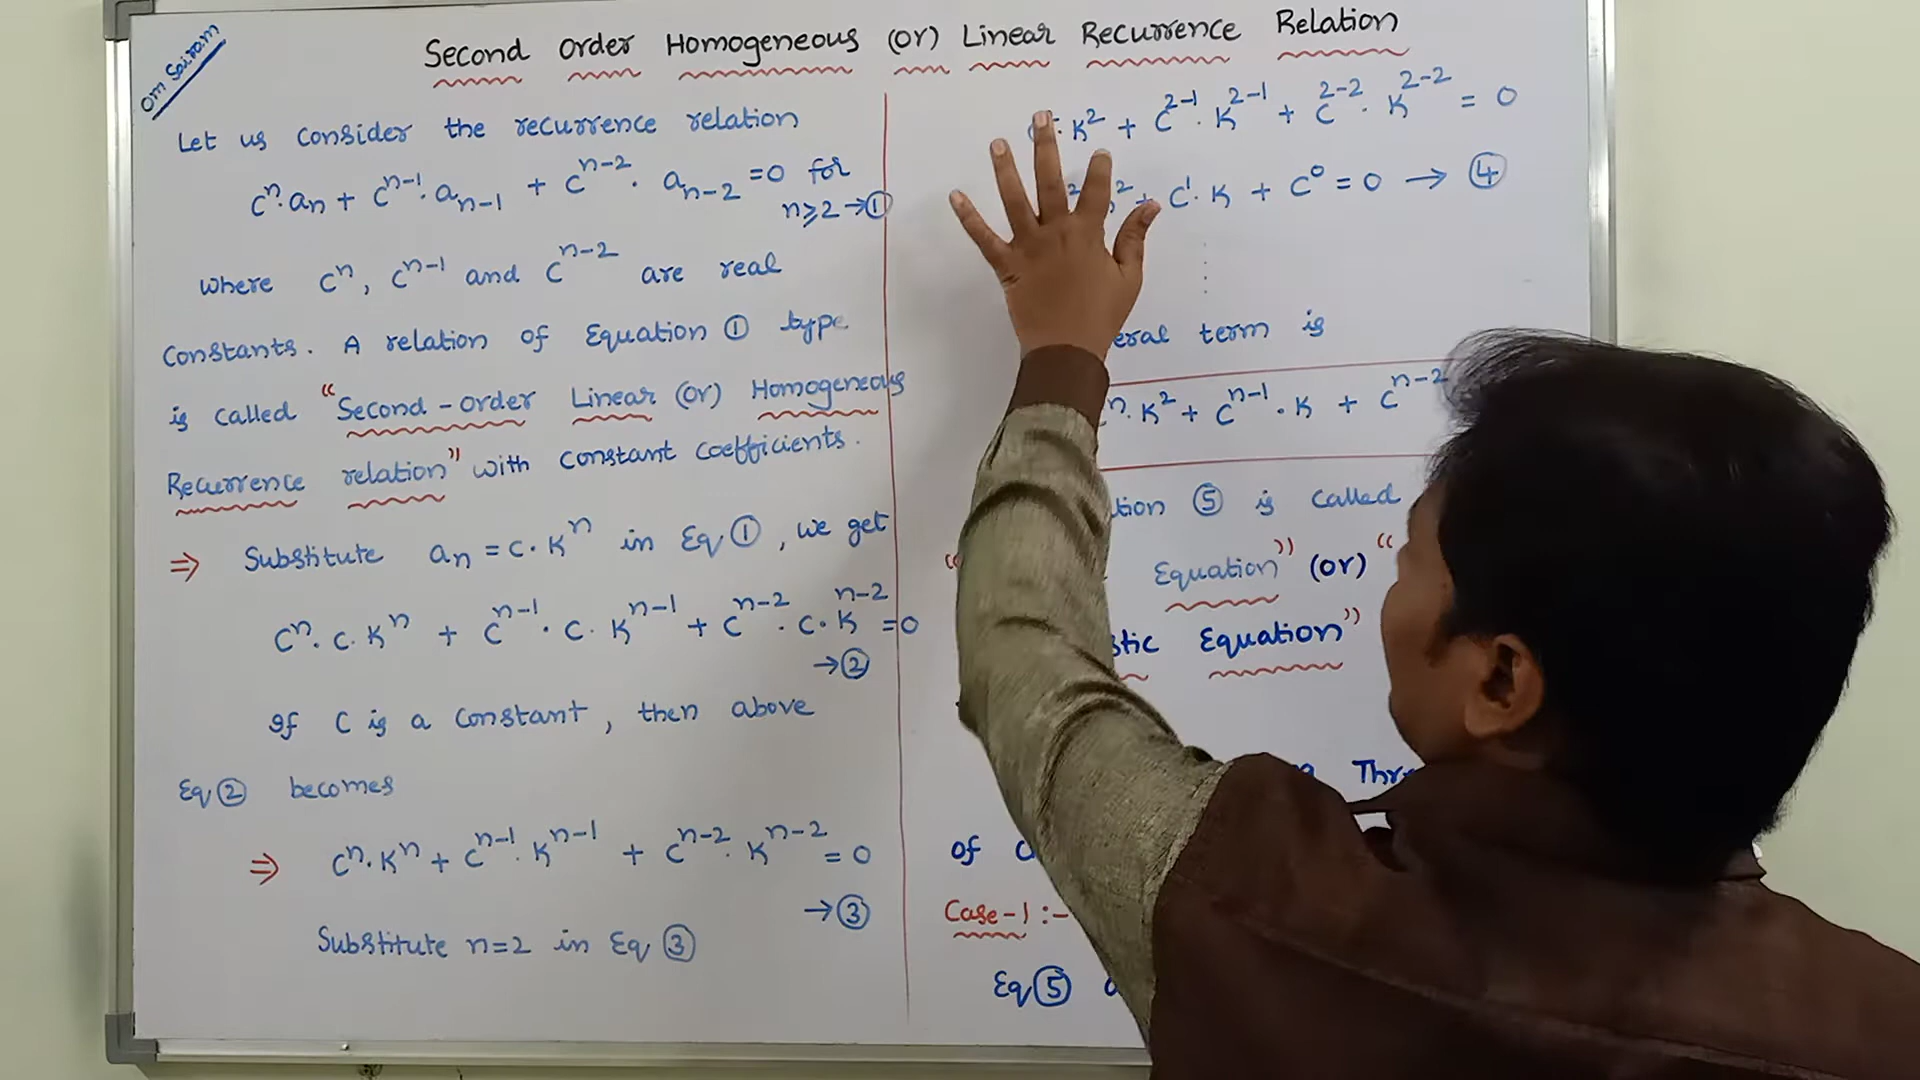 Om Sairam
Second Order Homogeneous (or) Linear Recurrence Relation
Let us consider the recurrence relation
Cⁿ·aₙ + Cⁿ⁻¹·aₙ₋₁ + Cⁿ⁻²·aₙ₋₂ = 0 for
n ≥ 2 → ①
where Cⁿ, Cⁿ⁻¹ and Cⁿ⁻² are real
Constants. A relation of Equation ① type
is called "Second-order Linear (or) Homogeneous
Recurrence relation" with constant coefficients.
⇒ Substitute aₙ = C·Kⁿ in Eq ①, we get
Cⁿ·C·Kⁿ + Cⁿ⁻¹·C·Kⁿ⁻¹ + Cⁿ⁻²·C·Kⁿ⁻² = 0
→ ②
If C is a constant, then above
Eq ② becomes
⇒ Cⁿ·Kⁿ + Cⁿ⁻¹·Kⁿ⁻¹ + Cⁿ⁻²·Kⁿ⁻² = 0
→ ③
Substitute n=2 in Eq ③
·K² + C²⁻¹·K²⁻¹ + C²⁻²·K²⁻² = 0
+ C¹·K + C⁰ = 0 → ④
term is
·K² + Cⁿ⁻¹·K + Cⁿ⁻²
⑤ is called
Equation" (or) "
Equation"
of
Case-1 :-
Eq ⑤